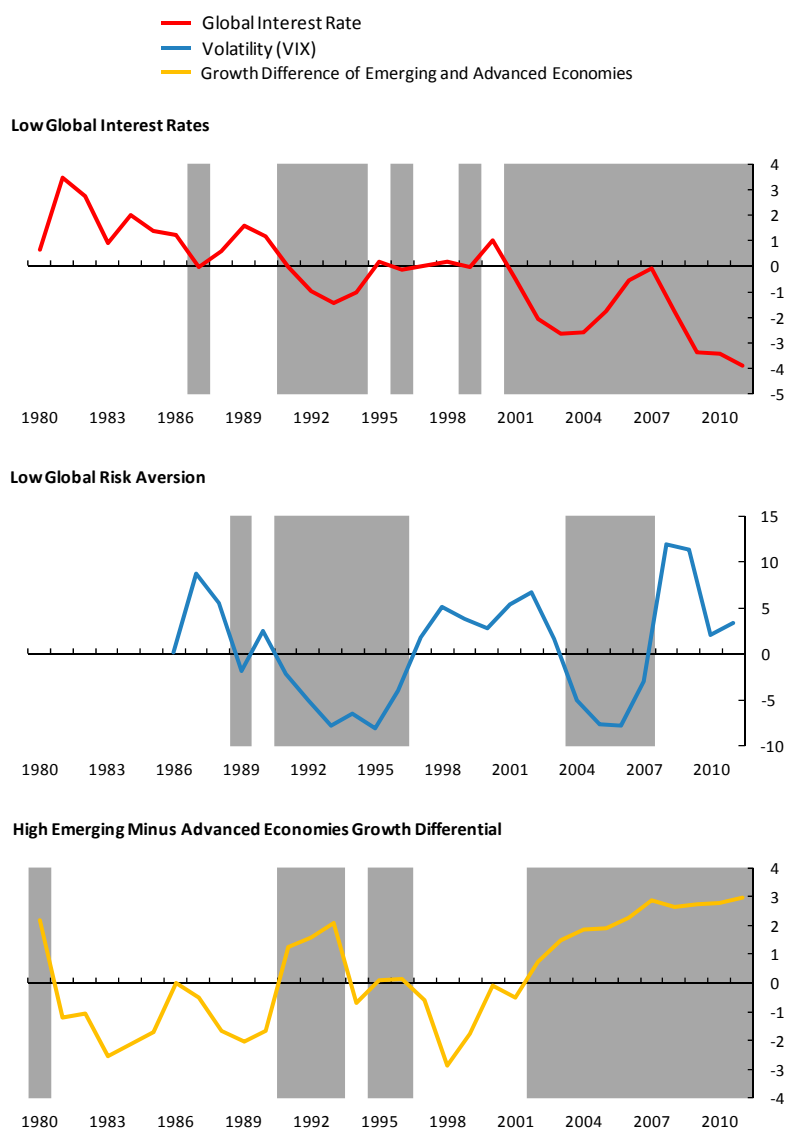 Global Interest Rate
Volatility (VIX)
Growth Difference of Emerging and Advanced Economies
Low Global Interest Rates
4
3
2
1
0
-1
-2
-3
-4
-5
1980 1983 1986 1989 1992 1995 1998 2001 2004 2007 2010
Low Global Risk Aversion
15
10
5
0
-5
-10
1980 1983 1986 1989 1992 1995 1998 2001 2004 2007 2010
High Emerging Minus Advanced Economies Growth Differential
4
3
2
1
0
-1
-2
-3
-4
1980 1983 1986 1989 1992 1995 1998 2001 2004 2007 2010